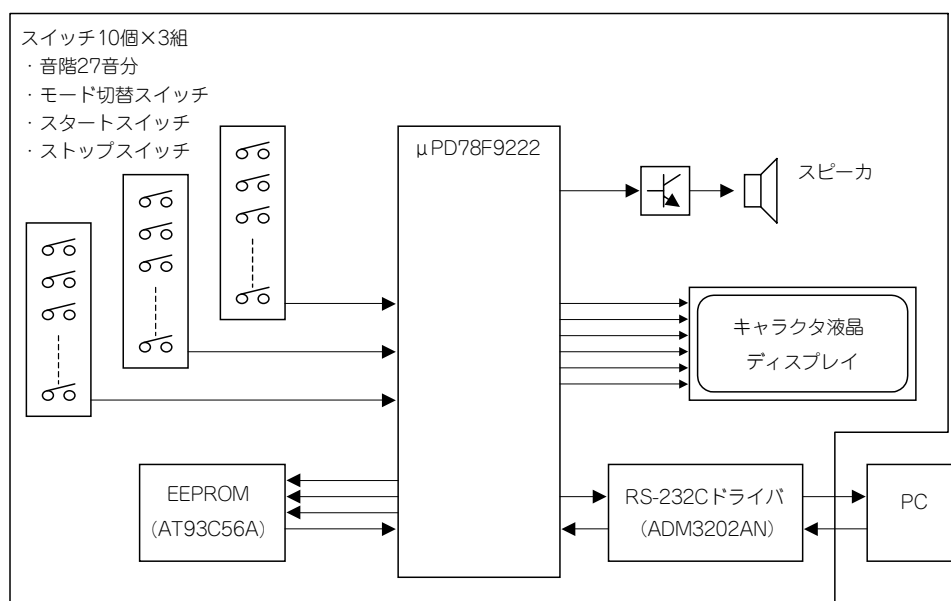 スイッチ10個×3組
・音階27音分
・モード切替スイッチ
・スタートスイッチ
・ストップスイッチ
μPD78F9222
スピーカ
キャラクタ液晶
ディスプレイ
EEPROM
(AT93C56A)
RS-232Cドライバ
(ADM3202AN)
PC